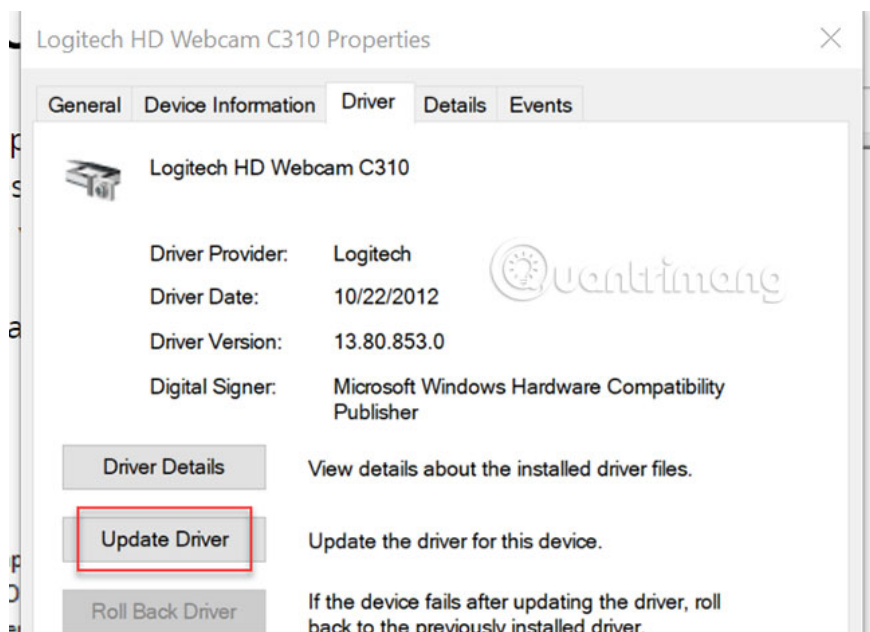 Logitech HD Webcam C310 Properties
General Device Information Driver Details Events
Logitech HD Webcam C310
Driver Provider: Logitech
Quantrimang
Driver Date: 10/22/2012
Driver Version: 13.80.853.0
Digital Signer: Microsoft Windows Hardware Compatibility
Publisher
Driver Details View details about the installed driver files.
Update Driver Update the driver for this device.
Roll Back Driver If the device fails after updating the driver, roll
back to the previously installed driver.